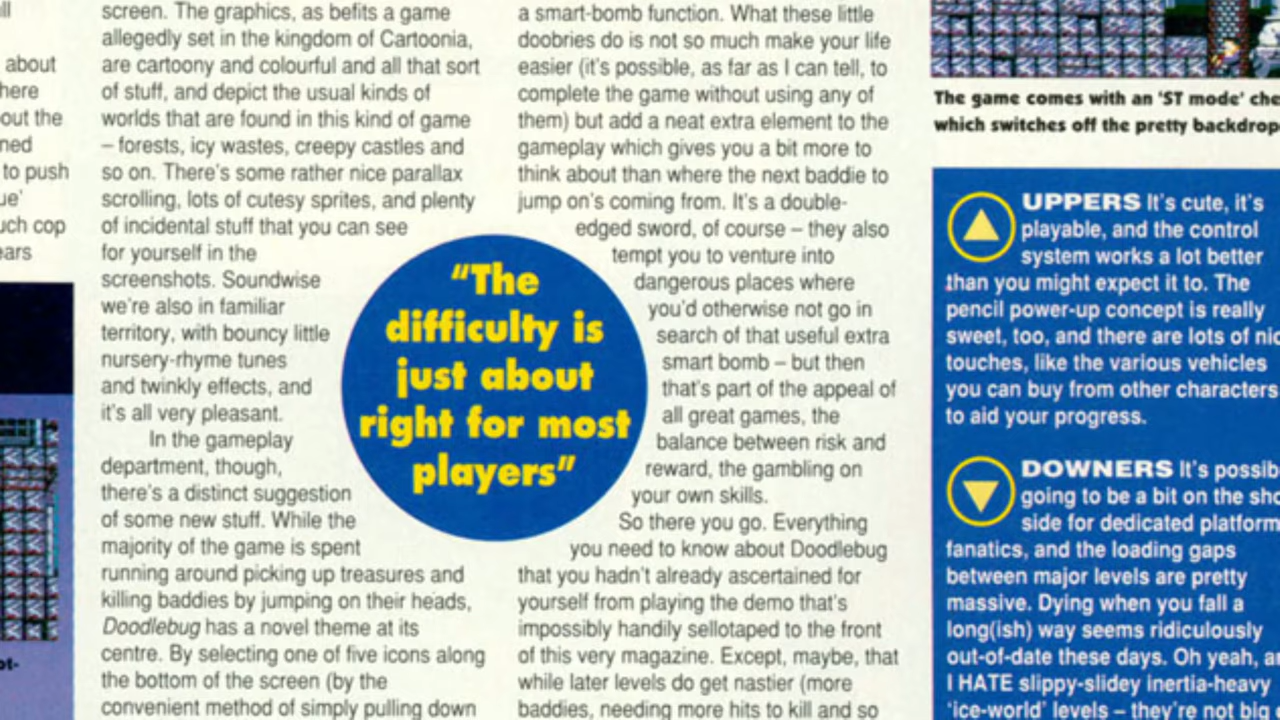 ll
about
here
out the
ned
to push
ue'
uch cop
ears
ot-
screen. The graphics, as befits a game
allegedly set in the kingdom of Cartoonia,
are cartoony and colourful and all that sort
of stuff, and depict the usual kinds of
worlds that are found in this kind of game
– forests, icy wastes, creepy castles and
so on. There's some rather nice parallax
scrolling, lots of cutesy sprites, and plenty
of incidental stuff that you can see
for yourself in the
screenshots. Soundwise
we're also in familiar
territory, with bouncy little
nursery-rhyme tunes
and twinkly effects, and
it's all very pleasant.
In the gameplay
department, though,
there's a distinct suggestion
of some new stuff. While the
majority of the game is spent
running around picking up treasures and
killing baddies by jumping on their heads,
Doodlebug has a novel theme at its
centre. By selecting one of five icons along
the bottom of the screen (by the
convenient method of simply pulling down
"The
difficulty is
just about
right for most
players"
a smart-bomb function. What these little
doobries do is not so much make your life
easier (it's possible, as far as I can tell, to
complete the game without using any of
them) but add a neat extra element to the
gameplay which gives you a bit more to
think about than where the next baddie to
jump on's coming from. It's a double-
edged sword, of course – they also
tempt you to venture into
dangerous places where
you'd otherwise not go in
search of that useful extra
smart bomb – but then
that's part of the appeal of
all great games, the
balance between risk and
reward, the gambling on
your own skills.
So there you go. Everything
you need to know about Doodlebug
that you hadn't already ascertained for
yourself from playing the demo that's
impossibly handily sellotaped to the front
of this very magazine. Except, maybe, that
while later levels do get nastier (more
baddies, needing more hits to kill and so
The game comes with an 'ST mode' che
which switches off the pretty backdrop
UPPERS It's cute, it's
playable, and the control
system works a lot better
than you might expect it to. The
pencil power-up concept is really
sweet, too, and there are lots of nic
touches, like the various vehicles
you can buy from other characters
to aid your progress.
DOWNERS It's possib
going to be a bit on the sho
side for dedicated platform
fanatics, and the loading gaps
between major levels are pretty
massive. Dying when you fall a
long(ish) way seems ridiculously
out-of-date these days. Oh yeah, an
I HATE slippy-slidey inertia-heavy
'ice-world' levels – they're not big